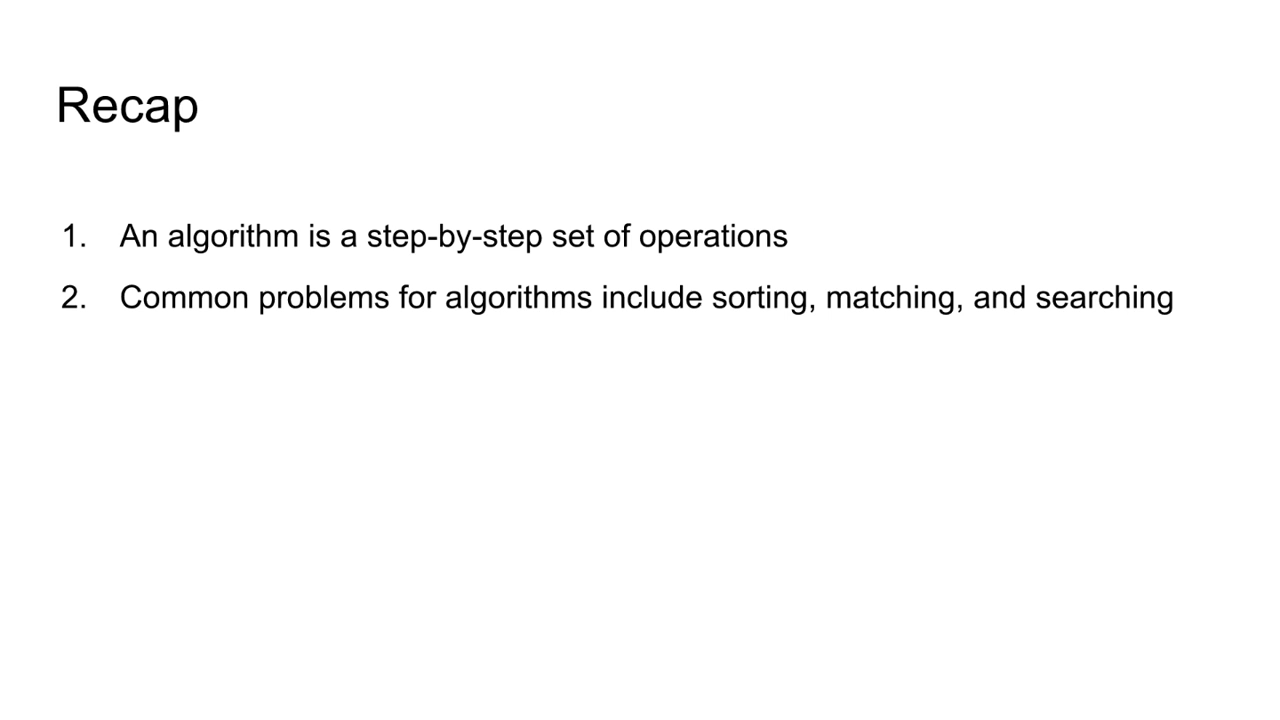 Recap
1. An algorithm is a step-by-step set of operations
2. Common problems for algorithms include sorting, matching, and searching